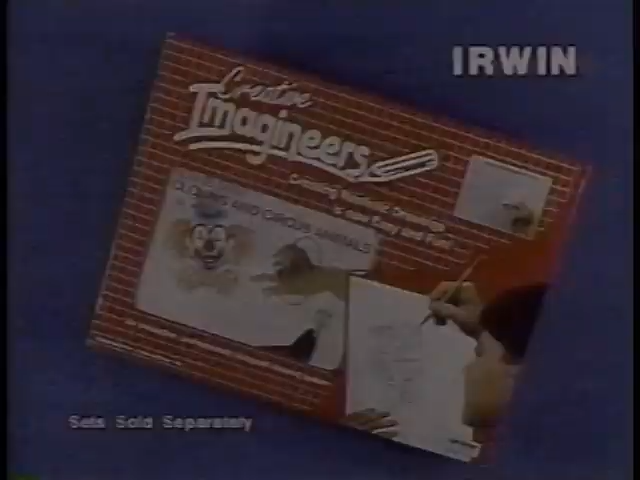 IRWIN
Creative
Imagineers
Creating Realistic Drawings
is now Easy and Fun!
CLOWNS AND CIRCUS ANIMALS
Sets Sold Separately